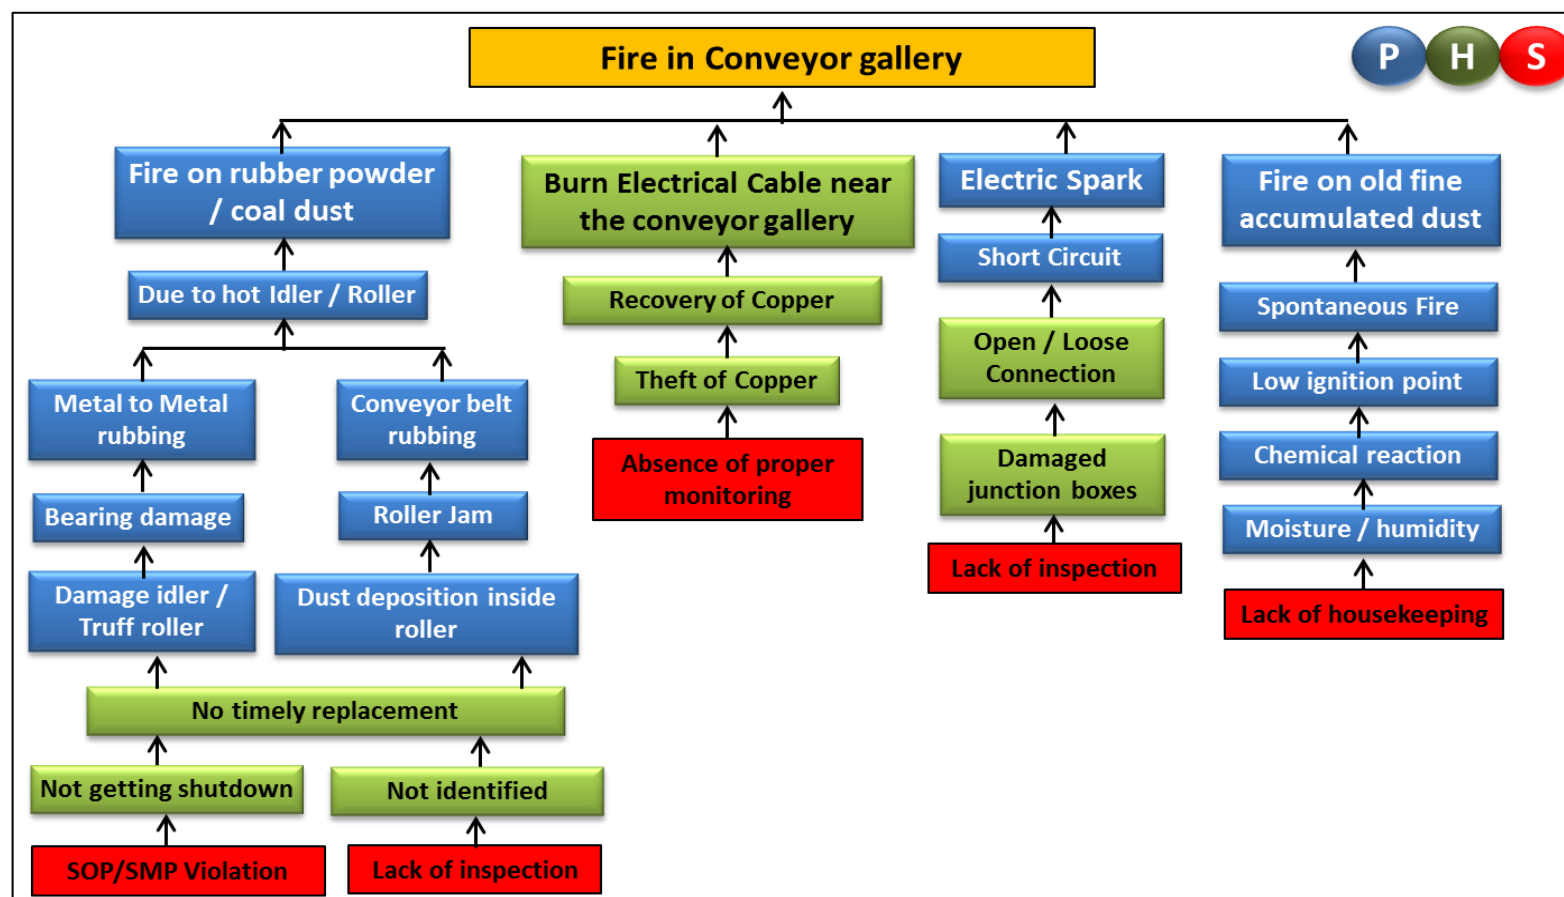 Fire in Conveyor gallery
P H S
Fire on rubber powder
/ coal dust
Burn Electrical Cable near
the conveyor gallery
Electric Spark
Fire on old fine
accumulated dust
Due to hot Idler / Roller
Recovery of Copper
Short Circuit
Spontaneous Fire
Metal to Metal
rubbing
Conveyor belt
rubbing
Theft of Copper
Open / Loose
Connection
Low ignition point
Absence of proper
monitoring
Damaged
junction boxes
Chemical reaction
Bearing damage
Roller Jam
Moisture / humidity
Lack of inspection
Damage idler /
Truff roller
Dust deposition inside
roller
Lack of housekeeping
No timely replacement
Not getting shutdown
Not identified
SOP/SMP Violation
Lack of inspection